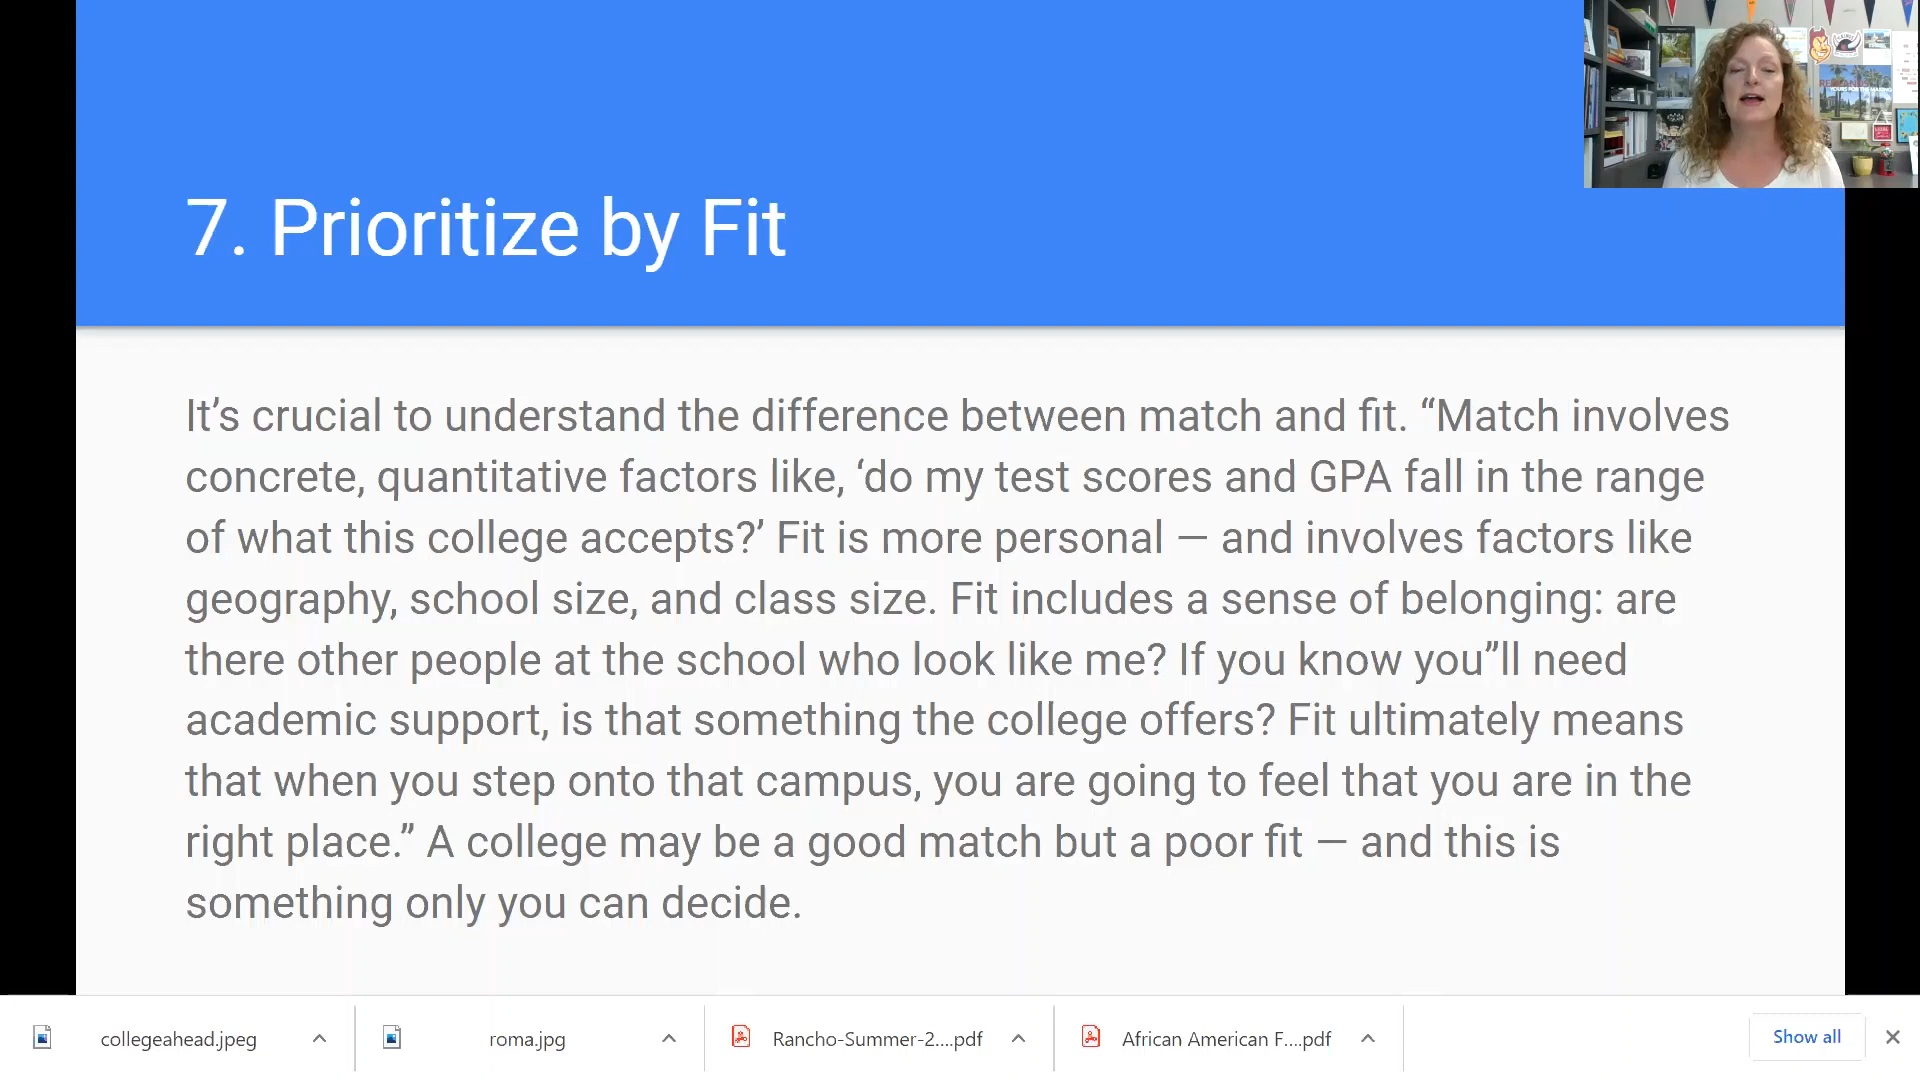 7. Prioritize by Fit
It’s crucial to understand the difference between match and fit. “Match involves
concrete, quantitative factors like, ‘do my test scores and GPA fall in the range
of what this college accepts?’ Fit is more personal — and involves factors like
geography, school size, and class size. Fit includes a sense of belonging: are
there other people at the school who look like me? If you know you”ll need
academic support, is that something the college offers? Fit ultimately means
that when you step onto that campus, you are going to feel that you are in the
right place.” A college may be a good match but a poor fit — and this is
something only you can decide.
collegeahead.jpeg
roma.jpg
Rancho-Summer-2....pdf
African American F....pdf
Show all